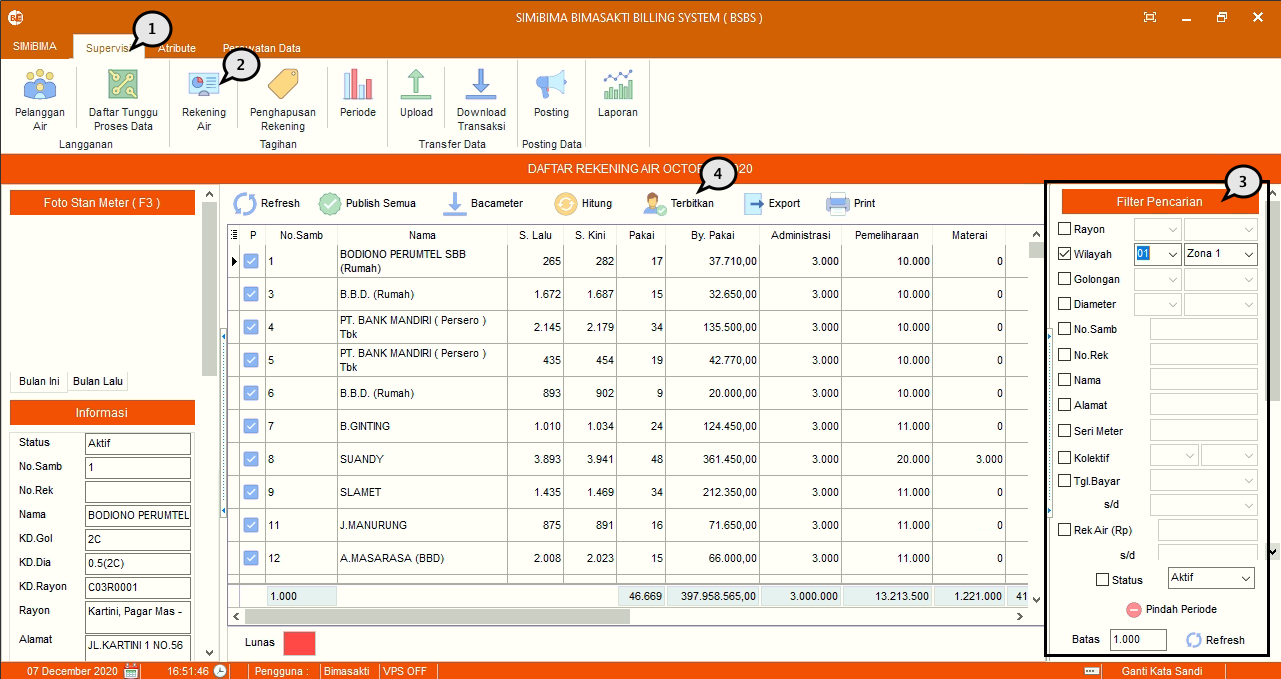 SIMiBIMA BIMASAKTI BILLING SYSTEM ( BSBS )
1
SIMiBIMA Supervisi Atribute Perawatan Data
2
Pelanggan Air
Daftar Tunggu Proses Data
Rekening Air
Penghapusan Rekening
Periode
Upload
Download Transaksi
Posting
Laporan
Langganan Tagihan Transfer Data Posting Data
DAFTAR REKENING AIR OCTOBER 2020
4
3
Foto Stan Meter ( F3 )
Bulan Ini Bulan Lalu
Informasi
Status Aktif
No.Samb 1
No.Rek
Nama BODIONO PERUMTEL
KD.Gol 2C
KD.Dia 0.5(2C)
KD.Rayon C03R0001
Rayon Kartini, Pagar Mas -
Alamat JL.KARTINI 1 NO.56
Refresh Publish Semua Bacameter Hitung Terbitkan Export Print
P No.Samb Nama S. Lalu S. Kini Pakai By. Pakai Administrasi Pemeliharaan Materai
1 BODIONO PERUMTEL SBB (Rumah) 265 282 17 37.710,00 3.000 10.000 0
3 B.B.D. (Rumah) 1.672 1.687 15 32.650,00 3.000 10.000 0
4 PT. BANK MANDIRI ( Persero ) Tbk 2.145 2.179 34 135.500,00 3.000 10.000 0
5 PT. BANK MANDIRI ( Persero ) Tbk 435 454 19 42.770,00 3.000 10.000 0
6 B.B.D. (Rumah) 893 902 9 20.000,00 3.000 10.000 0
7 B.GINTING 1.010 1.034 24 124.450,00 3.000 11.000 0
8 SUANDY 3.893 3.941 48 361.450,00 3.000 20.000 3.000
9 SLAMET 1.435 1.469 34 212.350,00 3.000 11.000 0
11 J.MANURUNG 875 891 16 71.650,00 3.000 11.000 0
12 A.MASARASA (BBD) 2.008 2.023 15 66.000,00 3.000 11.000 0
1.000 46.669 397.958.565,00 3.000.000 13.213.500 1.221.000 41
Lunas
Filter Pencarian
Rayon
Wilayah 01 Zona 1
Golongan
Diameter
No.Samb
No.Rek
Nama
Alamat
Seri Meter
Kolektif
Tgl.Bayar
s/d
Rek Air (Rp)
s/d
Status Aktif
Pindah Periode
Batas 1.000 Refresh
07 December 2020 16:51:46 Pengguna : Bimasakti VPS OFF Ganti Kata Sandi